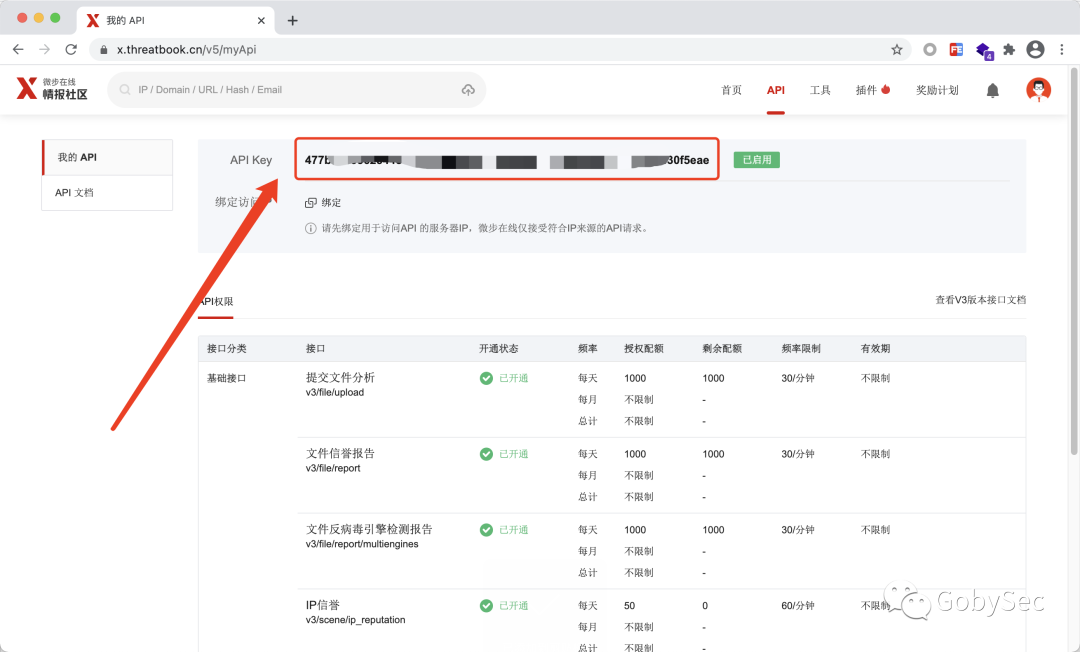 我的 API
x.threatbook.cn/v5/myApi
4
微步在线
情报社区
IP / Domain / URL / Hash / Email
首页 API 工具 插件 奖励计划
我的 API
API 文档
API Key 477b 30f5eae 已启用
绑定访问 绑定
请先绑定用于访问API 的服务器IP，微步在线仅接受符合IP来源的API请求。
API权限 查看V3版本接口文档
接口分类 接口 开通状态 频率 授权配额 剩余配额 频率限制 有效期
基础接口 提交文件分析 已开通 每天 1000 1000 30/分钟 不限制
v3/file/upload
每月 不限制 -
总计 不限制 -
文件信誉报告 已开通 每天 1000 1000 30/分钟 不限制
v3/file/report
每月 不限制 -
总计 不限制 -
文件反病毒引擎检测报告 已开通 每天 1000 1000 30/分钟 不限制
v3/file/report/multiengines
每月 不限制 -
总计 不限制 -
IP信誉 已开通 每天 50 0 60/分钟 不限制
v3/scene/ip_reputation
每月 不限制 -
总计 不限制 -
GobySec